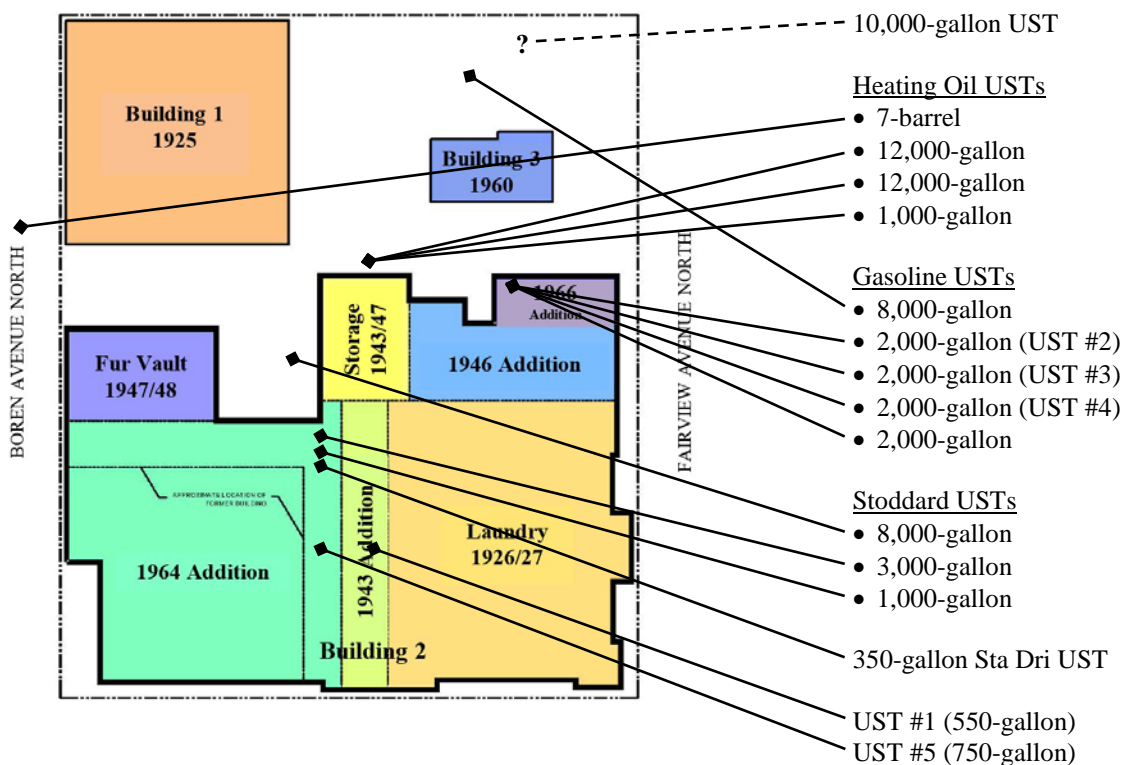 10,000-gallon UST
?
Heating Oil USTs
• 7-barrel
• 12,000-gallon
• 12,000-gallon
• 1,000-gallon
Gasoline USTs
• 8,000-gallon
• 2,000-gallon (UST #2)
• 2,000-gallon (UST #3)
• 2,000-gallon (UST #4)
• 2,000-gallon
Stoddard USTs
• 8,000-gallon
• 3,000-gallon
• 1,000-gallon
350-gallon Sta Dri UST
UST #1 (550-gallon)
UST #5 (750-gallon)
Building 1
1925
Building 3
1960
BOREN AVENUE NORTH
FAIRVIEW AVENUE NORTH
Storage
1943/47
1966
Addition
Fur Vault
1947/48
1946 Addition
APPROXIMATE LOCATION OF
FORMER BUILDING
1964 Addition
1943 Addition
Laundry
1926/27
Building 2